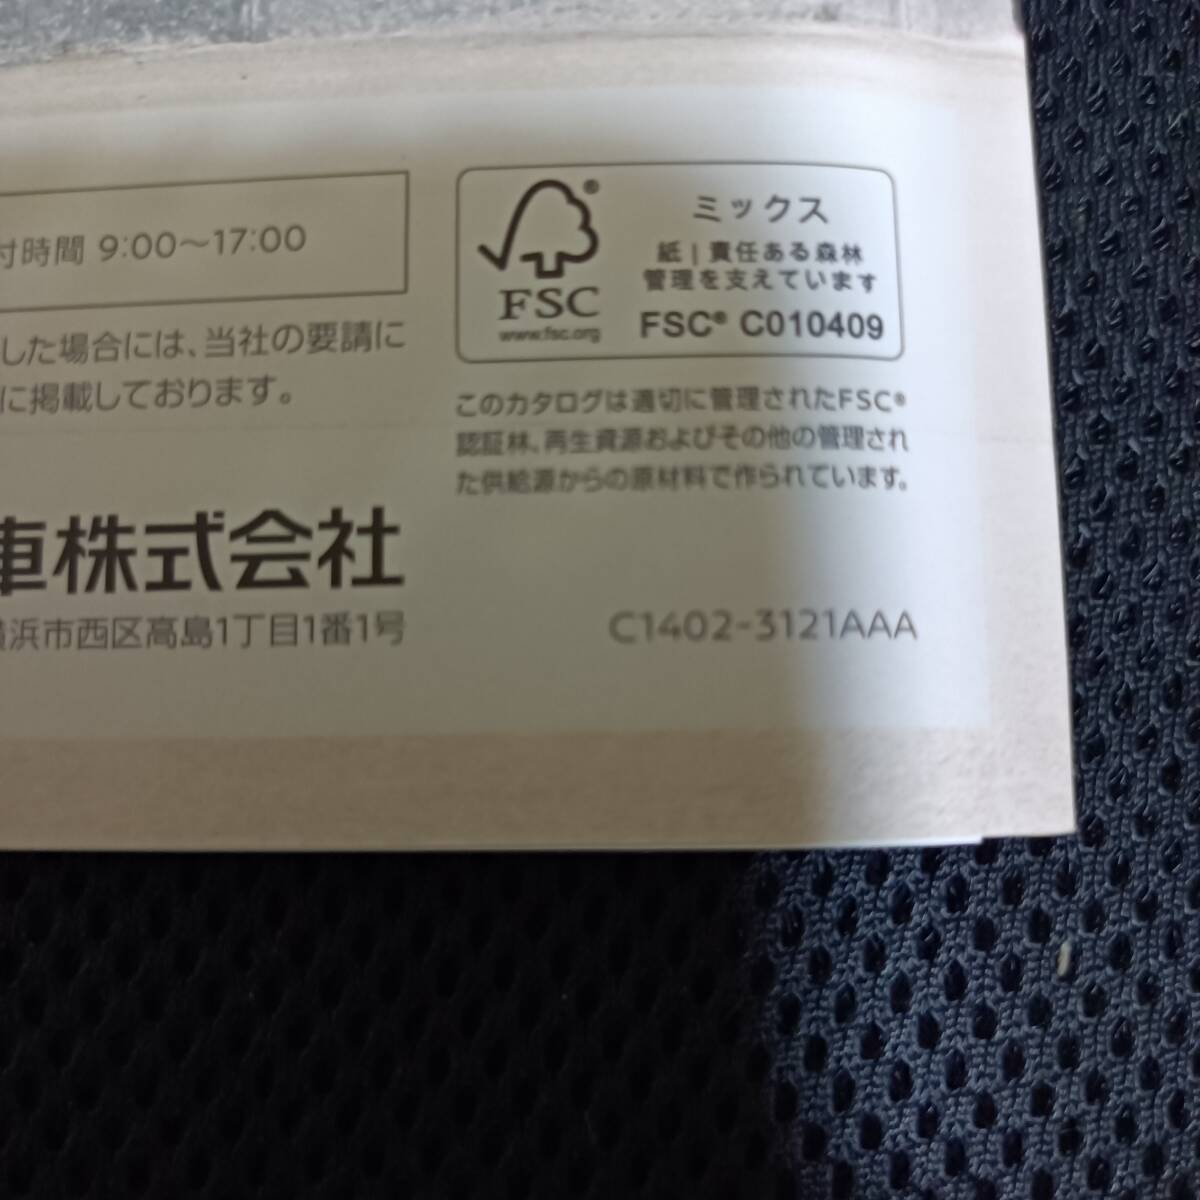 付時間 9:00～17:00
した場合には、当社の要請に
に掲載しております。
車株式会社
横浜市西区高島1丁目1番1号
®
FSC
www.fsc.org
ミックス
紙 | 責任ある森林
管理を支えています
FSC® C010409
このカタログは適切に管理されたFSC®
認証林、再生資源およびその他の管理され
た供給源からの原材料で作られています。
C1402-3121AAA